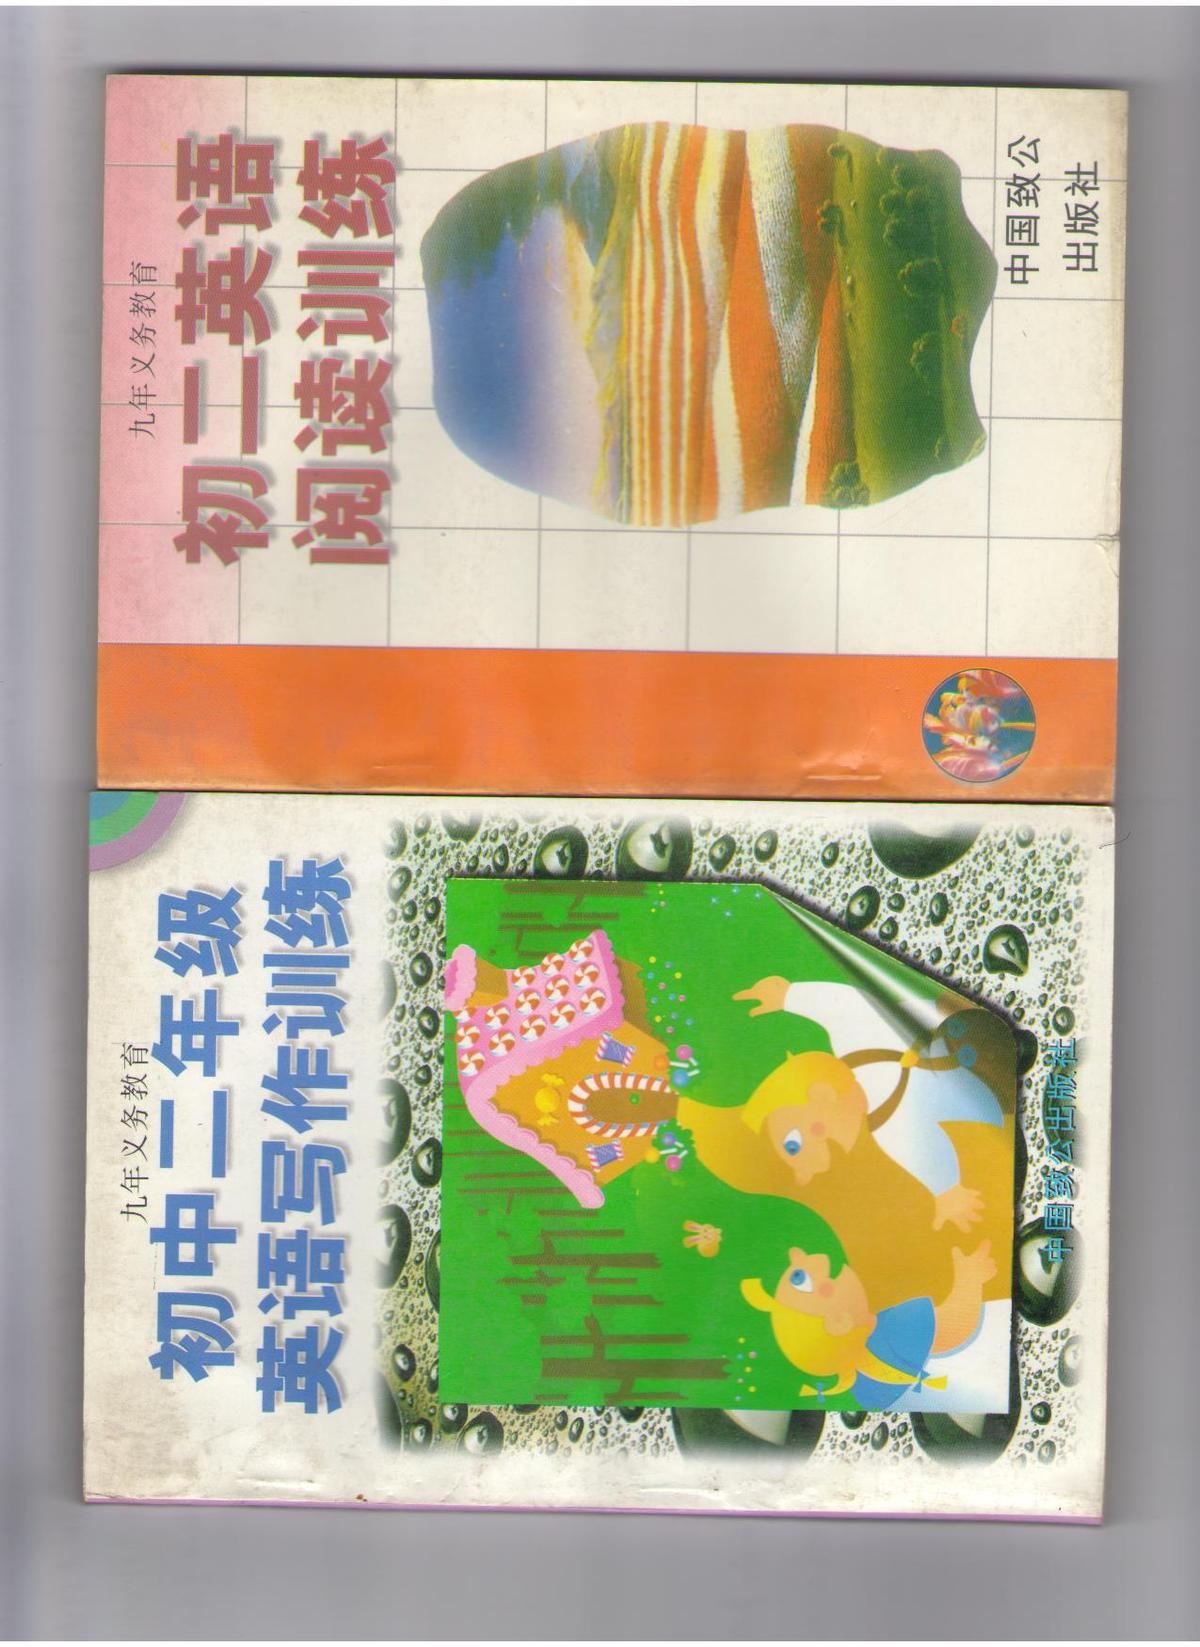 九年义务教育
初二英语
阅读训练
中国致公
出版社
九年义务教育
初中二年级
英语写作训练
中国致公出版社